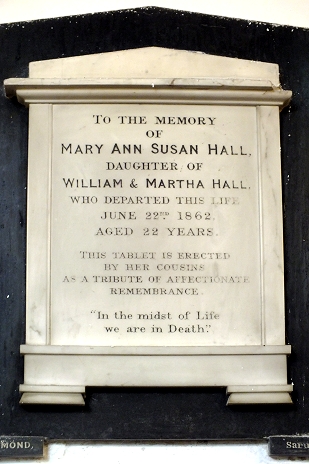 To the memory
of
Mary Ann Susan Hall,
daughter of
William & Martha Hall,
who departed this life
June 22nd 1862.
aged 22 years.
This tablet is erected
by her cousins
as a tribute of affectionate
remembrance.
"In the midst of Life
we are in Death."
MOND,
Saru